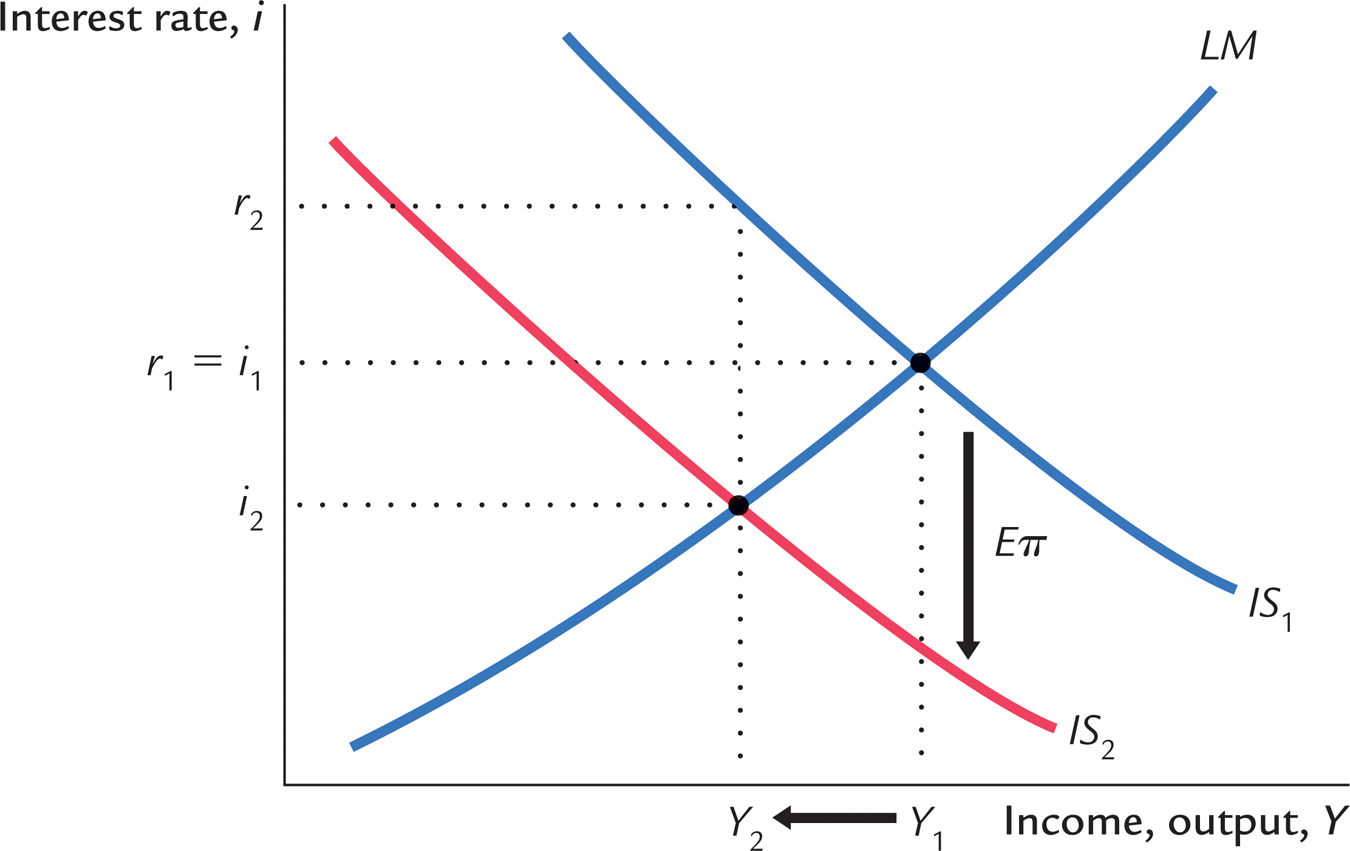 Interest rate, i
LM
r₂
r₁ = i₁
i₂
Eπ
IS₁
IS₂
Y₂
Y₁
Income, output, Y